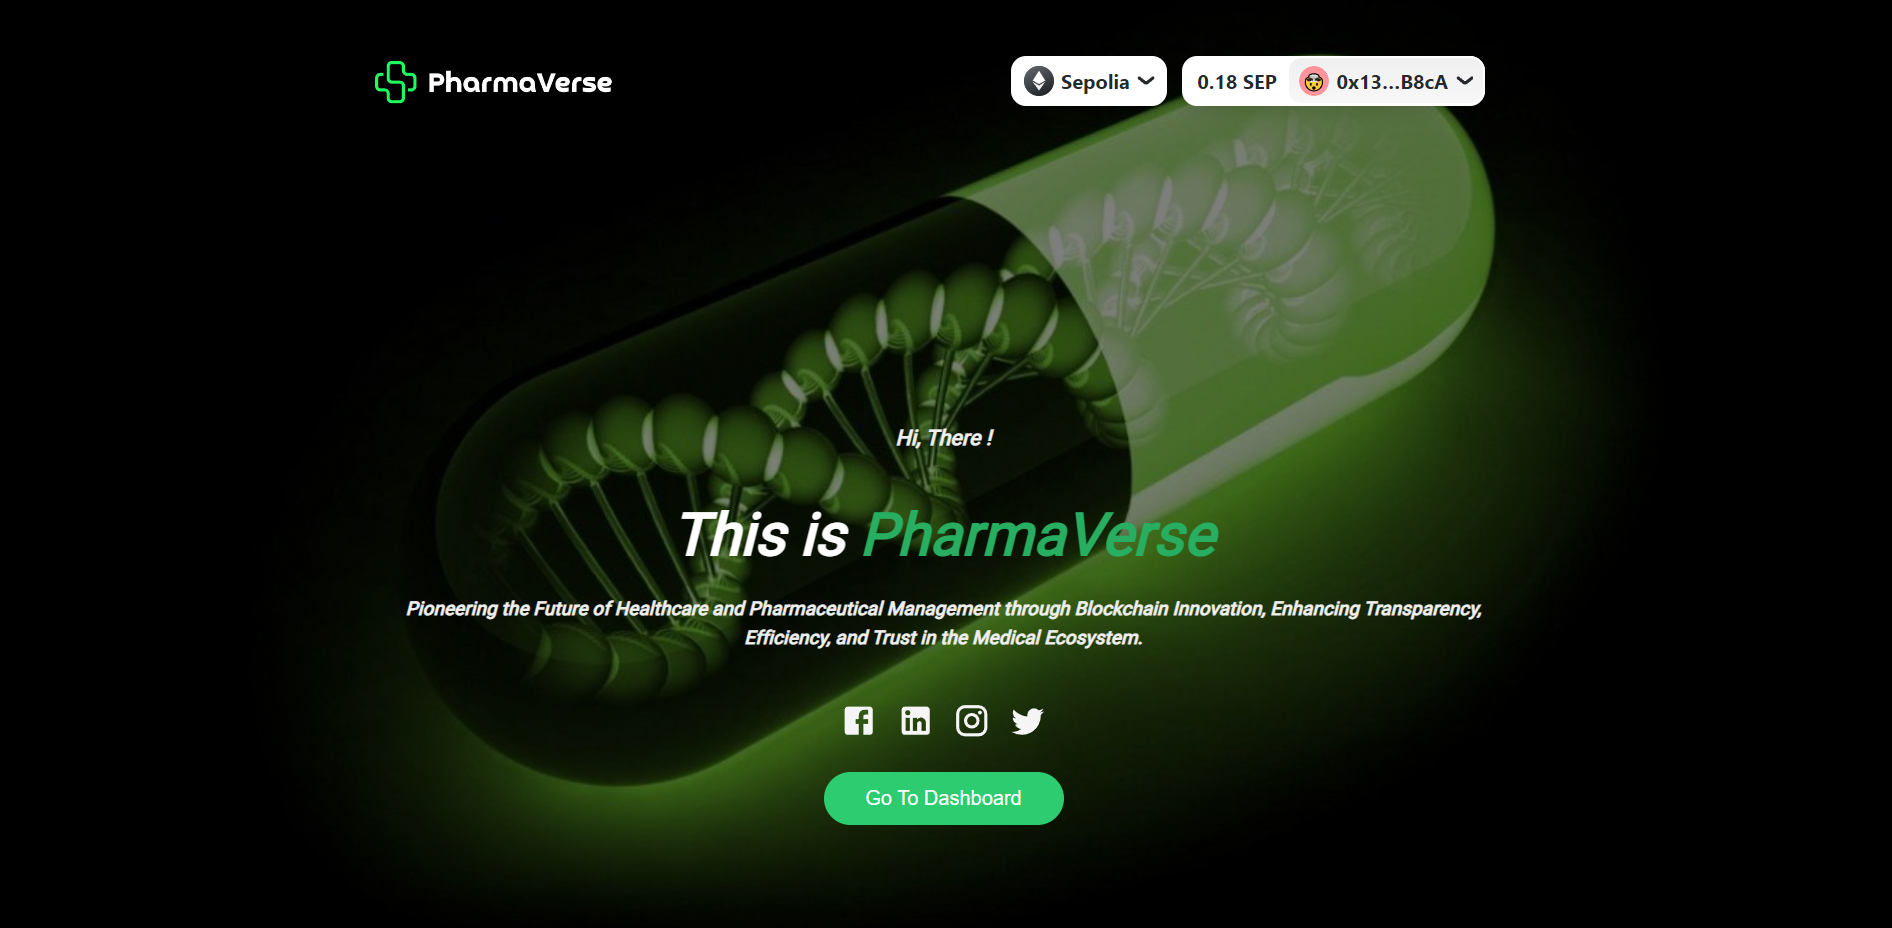 PharmaVerse
Sepolia
0.18 SEP
0x13...B8cA
Hi, There !
This is PharmaVerse
Pioneering the Future of Healthcare and Pharmaceutical Management through Blockchain Innovation, Enhancing Transparency,
Efficiency, and Trust in the Medical Ecosystem.
Go To Dashboard